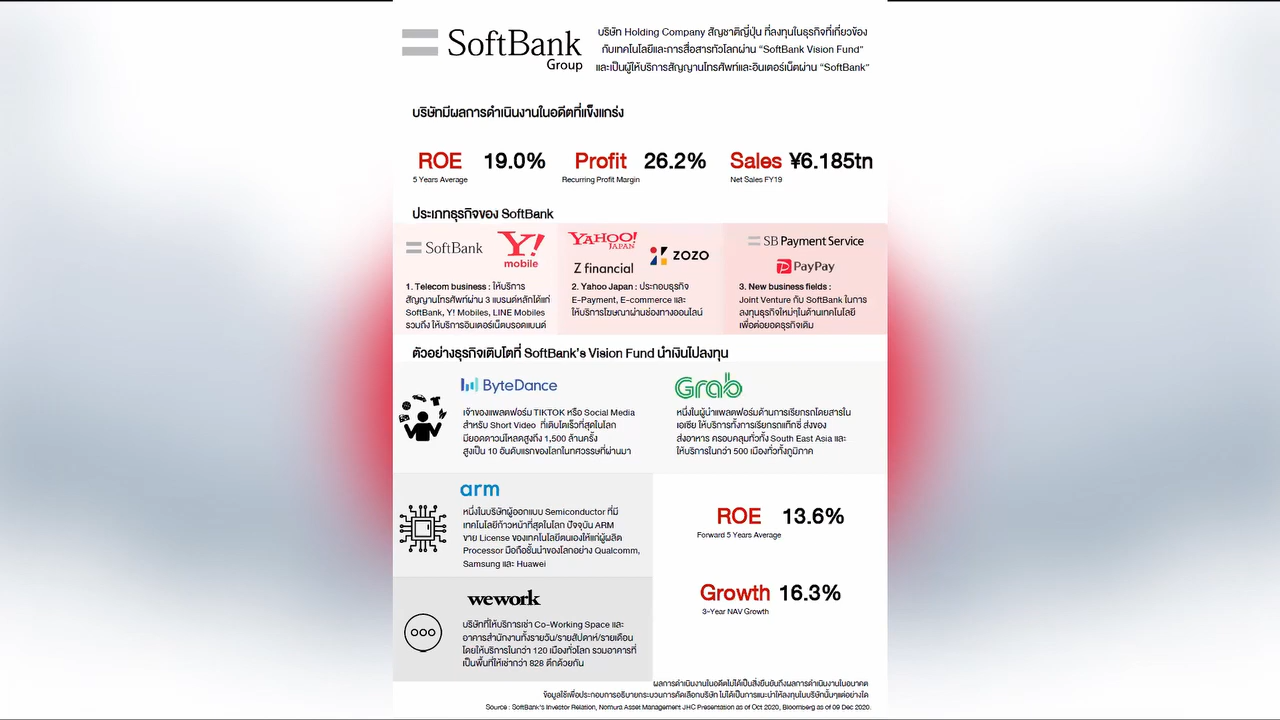 SoftBank
Group
บริษัท Holding Company สัญชาติญี่ปุ่น ที่ลงทุนในธุรกิจที่เกี่ยวข้อง
กับเทคโนโลยีและการสื่อสารทั่วโลกผ่าน “SoftBank Vision Fund”
และเป็นผู้ให้บริการสัญญาณโทรศัพท์และอินเตอร์เน็ตผ่าน “SoftBank”
บริษัทมีผลการดำเนินงานในอดีตที่แข็งแกร่ง
ROE 19.0% Profit 26.2% Sales ¥6.185tn
5 Years Average Recurring Profit Margin Net Sales FY19
ประเภทธุรกิจของ SoftBank
SoftBank Y! mobile
1. Telecom business : ให้บริการ
สัญญาณโทรศัพท์ผ่าน 3 แบรนด์หลักได้แก่
SoftBank, Y! Mobiles, LINE Mobiles
รวมถึง ให้บริการอินเตอร์เน็ตบรอดแบนด์
YAHOO! JAPAN
ZOZO
Z financial
2. Yahoo Japan : ประกอบธุรกิจ
E-Payment, E-commerce และ
ให้บริการโฆษณาผ่านช่องทางออนไลน์
SB Payment Service
PayPay
3. New business fields :
Joint Venture กับ SoftBank ในการ
ลงทุนธุรกิจใหม่ๆในด้านเทคโนโลยี
เพื่อต่อยอดธุรกิจเดิม
ตัวอย่างธุรกิจเติบโตที่ SoftBank's Vision Fund นำเงินไปลงทุน
ByteDance
เจ้าของแพลตฟอร์ม TIKTOK หรือ Social Media
สำหรับ Short Video ที่เติบโตเร็วที่สุดในโลก
มียอดดาวน์โหลดสูงถึง 1,500 ล้านครั้ง
สูงเป็น 10 อันดับแรกของโลกในทศวรรษที่ผ่านมา
Grab
หนึ่งในผู้นำแพลตฟอร์มด้านการเรียกรถโดยสารใน
เอเชีย ให้บริการทั้งการเรียกรถแท๊กซี่ ส่งของ
ส่งอาหาร ครอบคลุมทั่วทั้ง South East Asia และ
ให้บริการในกว่า 500 เมืองทั่วทั้งภูมิภาค
arm
หนึ่งในบริษัทผู้ออกแบบ Semiconductor ที่มี
เทคโนโลยีก้าวหน้าที่สุดในโลก ปัจจุบัน ARM
ขาย License ของเทคโนโลยีตนเองให้แก่ผู้ผลิต
Processor มือถือชั้นนำของโลกอย่าง Qualcomm,
Samsung และ Huawei
ROE 13.6%
Forward 5 Years Average
Growth 16.3%
3-Year NAV Growth
wework
บริษัทที่ให้บริการเช่า Co-Working Space และ
อาคารสำนักงานทั้งรายวัน/รายสัปดาห์/รายเดือน
โดยให้บริการในกว่า 120 เมืองทั่วโลก รวมอาคารที่
เป็นพื้นที่ให้เช่ากว่า 828 ตึกด้วยกัน
ผลการดำเนินงานในอดีตไม่ได้เป็นสิ่งยืนยันถึงผลการดำเนินงานในอนาคต
ข้อมูลใช้เพื่อประกอบการอธิบายกระบวนการคัดเลือกบริษัท ไม่ได้เป็นการแนะนำให้ลงทุนในบริษัทนั้นๆแต่อย่างใด
Source : SoftBank's Investor Relation, Nomura Asset Management JHC Presentation as of Oct 2020, Bloomberg as of 09 Dec 2020.